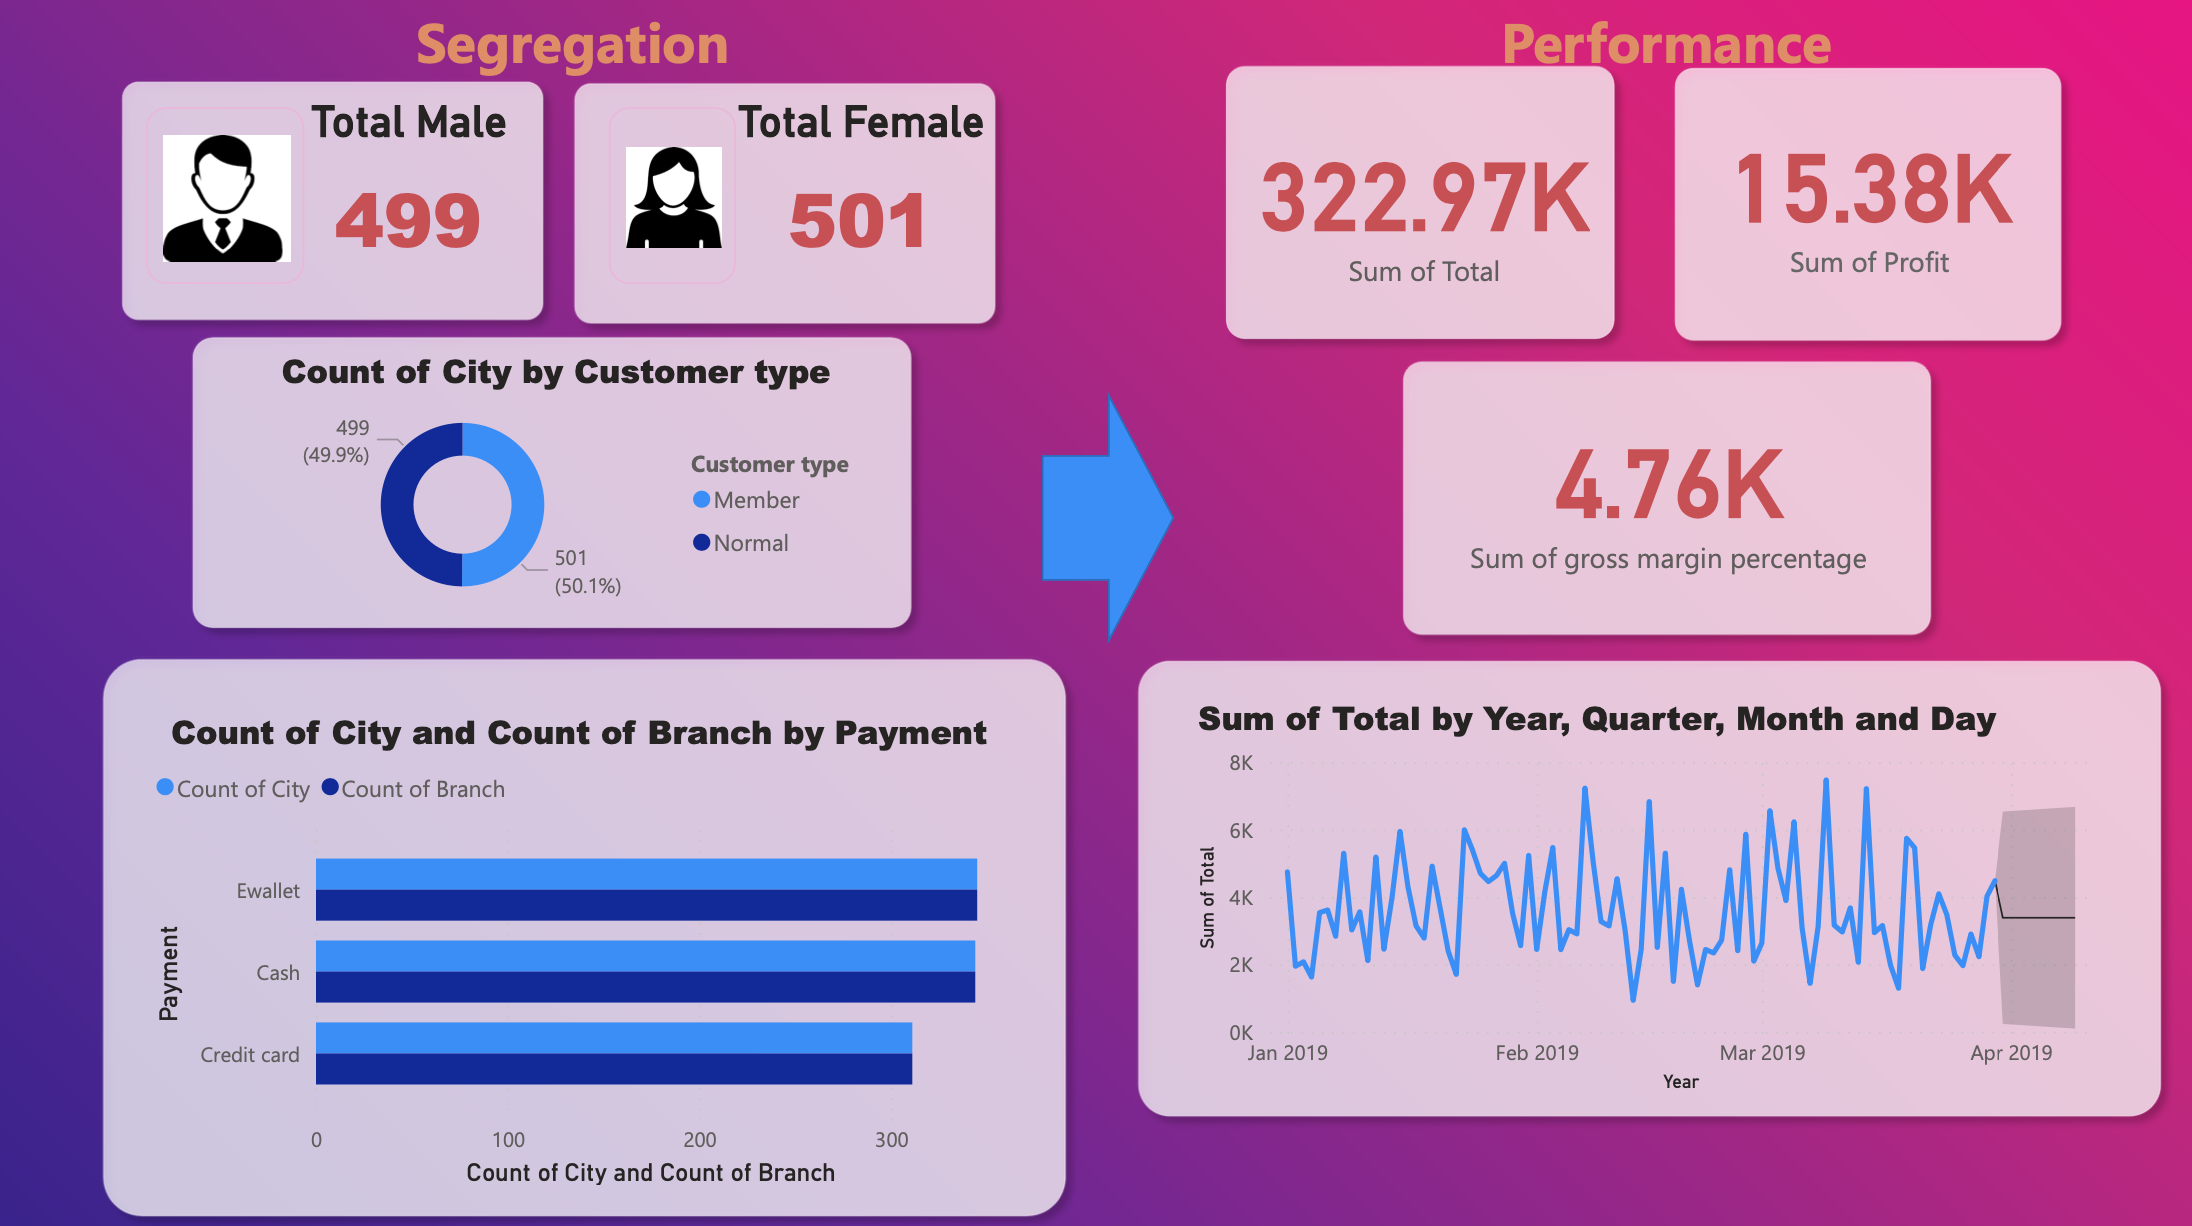 Segregation
Performance
Total Male
499
Total Female
501
322.97K
Sum of Total
15.38K
Sum of Profit
Count of City by Customer type
499
(49.9%)
501
(50.1%)
Customer type
Member
Normal
4.76K
Sum of gross margin percentage
Count of City and Count of Branch by Payment
Count of City
Count of Branch
Payment
Ewallet
Cash
Credit card
0
100
200
300
Count of City and Count of Branch
Sum of Total by Year, Quarter, Month and Day
Sum of Total
8K
6K
4K
2K
0K
Jan 2019
Feb 2019
Mar 2019
Apr 2019
Year